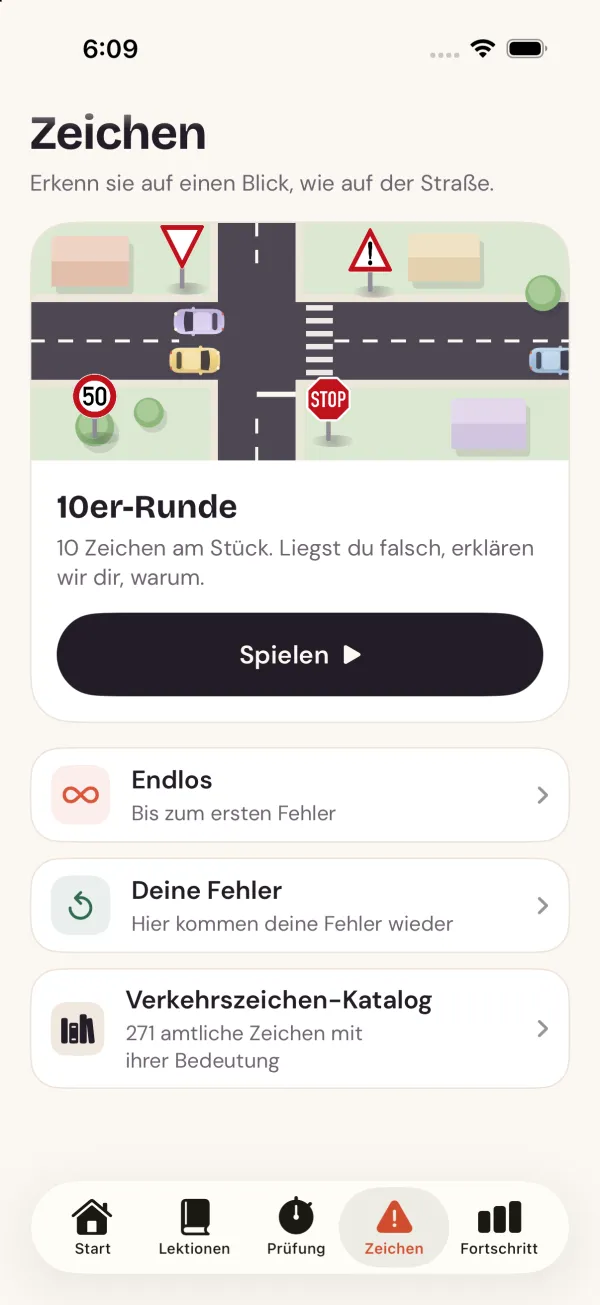 6:09
Zeichen
Erkenn sie auf einen Blick, wie auf der Straße.
50
STOP
10er-Runde
10 Zeichen am Stück. Liegst du falsch, erklären
wir dir, warum.
Spielen
Endlos
Bis zum ersten Fehler
Deine Fehler
Hier kommen deine Fehler wieder
Verkehrszeichen-Katalog
271 amtliche Zeichen mit
ihrer Bedeutung
Start
Lektionen
Prüfung
Zeichen
Fortschritt